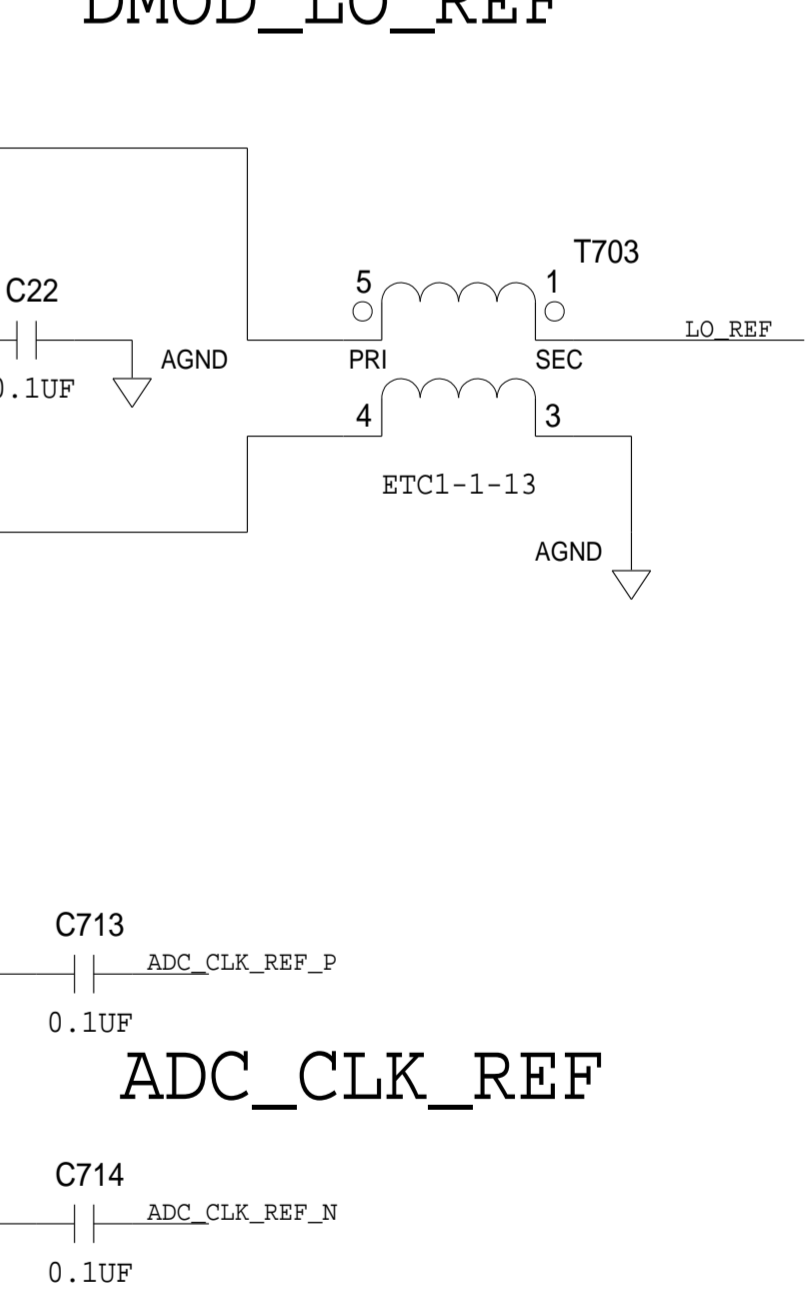 DMOD_LO_REF
T703
5
1
C22
LO_REF
AGND
PRI
SEC
0.1UF
4
3
ETC1-1-13
AGND
C713
ADC_CLK_REF_P
0.1UF
ADC_CLK_REF
C714
ADC_CLK_REF_N
0.1UF